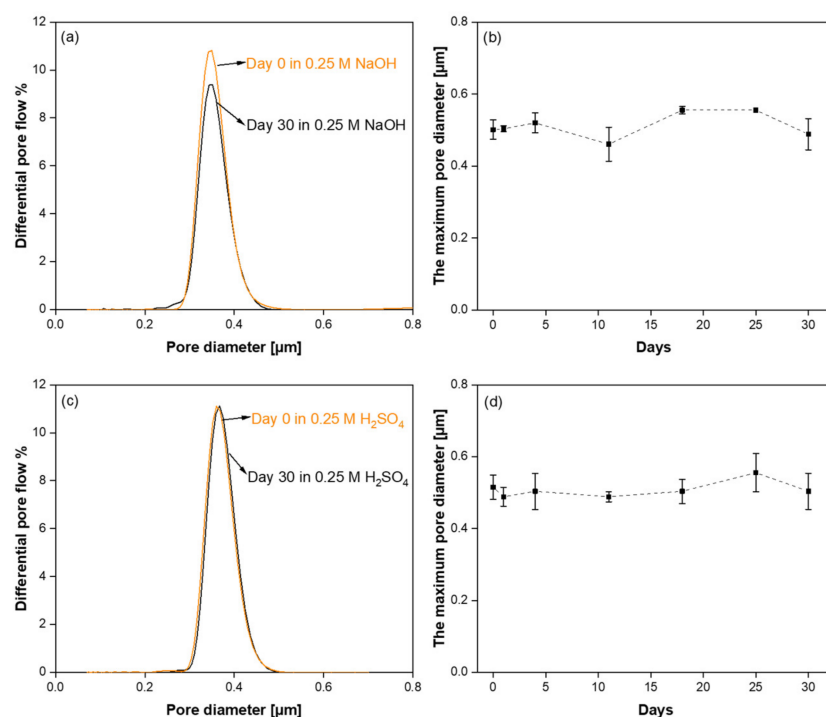 (a)
Day 0 in 0.25 M NaOH
Day 30 in 0.25 M NaOH
Differential pore flow %
12
10
8
6
4
2
0
0.0 0.2 0.4 0.6 0.8
Pore diameter [µm]
(b)
The maximum pore diameter [µm]
0.8
0.6
0.4
0.2
0.0
0 5 10 15 20 25 30
Days
(c)
Day 0 in 0.25 M H₂SO₄
Day 30 in 0.25 M H₂SO₄
Differential pore flow %
12
10
8
6
4
2
0
0.0 0.2 0.4 0.6 0.8
Pore diameter [µm]
(d)
The maximum pore diameter [µm]
0.8
0.6
0.4
0.2
0.0
0 5 10 15 20 25 30
Days